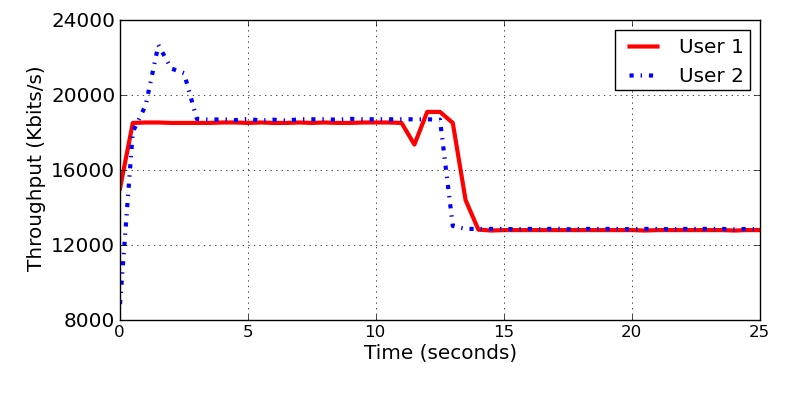 24000
20000
16000
12000
8000
Throughput (Kbits/s)
User 1
User 2
0 5 10 15 20 25
Time (seconds)